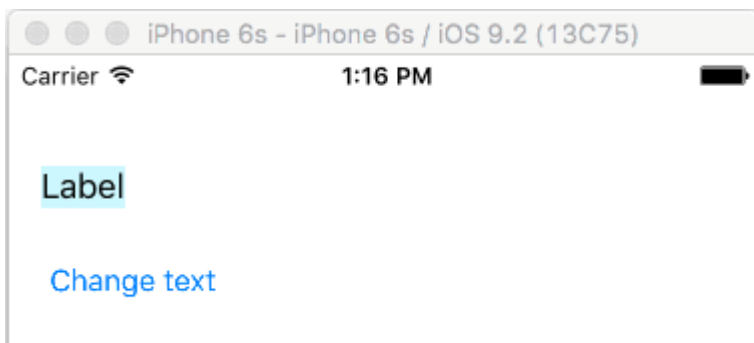 iPhone 6s - iPhone 6s / iOS 9.2 (13C75)
Carrier 1:16 PM
Label
Change text